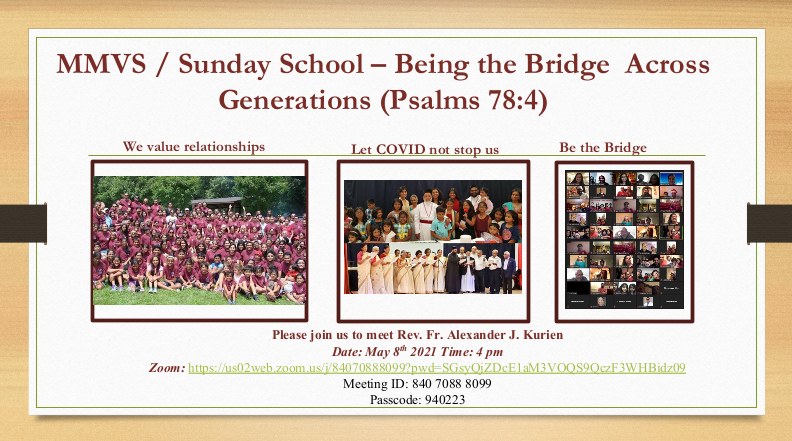 MMVS / Sunday School – Being the Bridge Across
Generations (Psalms 78:4)
We value relationships
Let COVID not stop us
Be the Bridge
Please join us to meet Rev. Fr. Alexander J. Kurien
Date: May 8th 2021 Time: 4 pm
Zoom: https://us02web.zoom.us/j/84070888099?pwd=SGsyQjZDcE1aM3VOQS9QczF3WHBidz09
Meeting ID: 840 7088 8099
Passcode: 940223